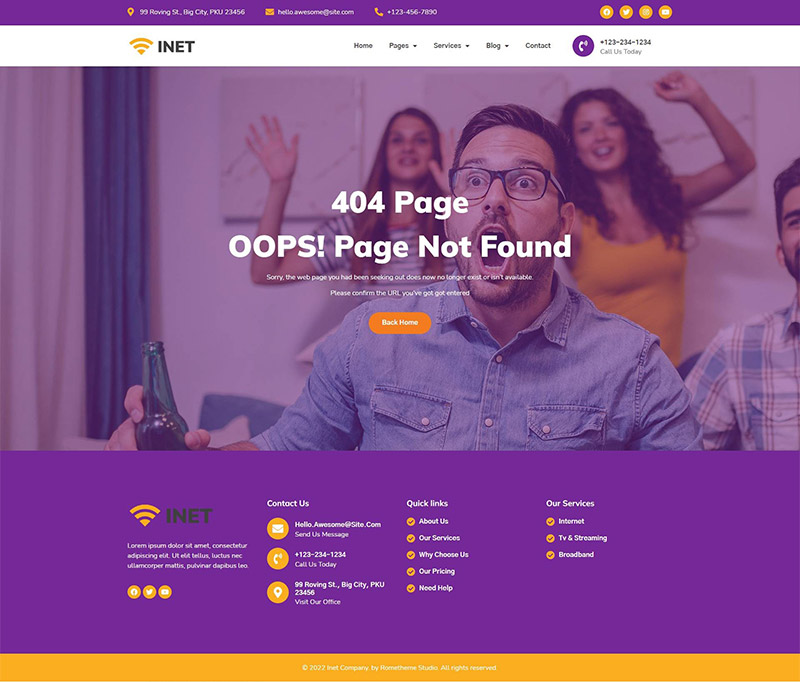 99 Roving St., Big City, PKU 23456
hello.awesome@site.com
+123-456-7890
INET
Home
Pages
Services
Blog
Contact
+123-234-1234
Call Us Today
404 Page
OOPS! Page Not Found
Sorry, the web page you had been seeking out does now no longer exist or isn't available.
Please confirm the URL you've got got entered
Back Home
INET
Lorem ipsum dolor sit amet, consectetur
adipiscing elit. Ut elit tellus, luctus nec
ullamcorper mattis, pulvinar dapibus leo.
Contact Us
Hello.Awesome@Site.Com
Send Us Message
+123-234-1234
Call Us Today
99 Roving St., Big City, PKU
23456
Visit Our Office
Quick links
About Us
Our Services
Why Choose Us
Our Pricing
Need Help
Our Services
Internet
Tv & Streaming
Broadband
© 2022 Inet Company. by Rometheme Studio. All rights reserved